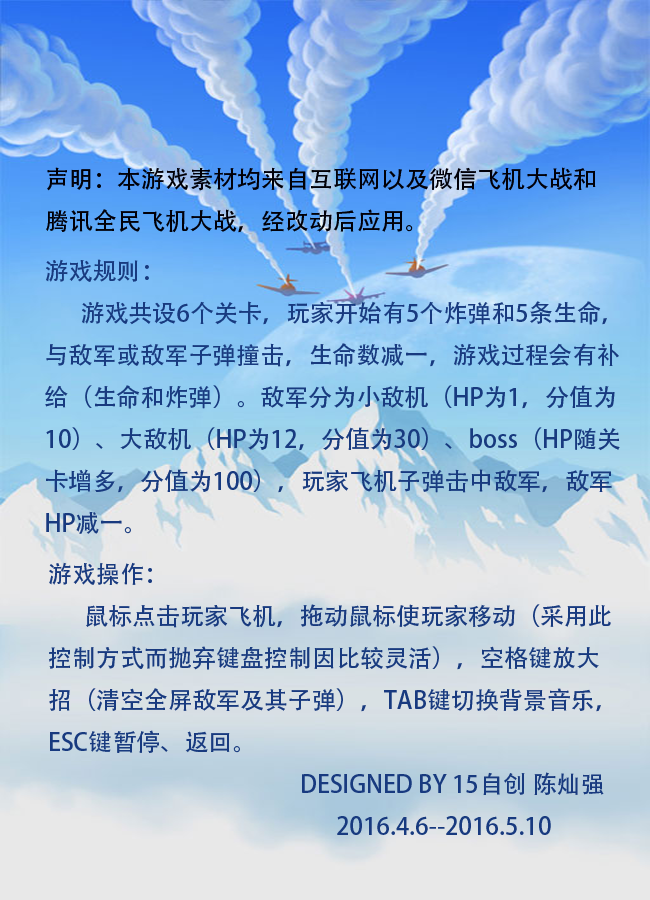 声明：本游戏素材均来自互联网以及微信飞机大战和
腾讯全民飞机大战，经改动后应用。
游戏规则：
游戏共设6个关卡，玩家开始有5个炸弹和5条生命，
与敌军或敌军子弹撞击，生命数减一，游戏过程会有补
给（生命和炸弹）。敌军分为小敌机（HP为1，分值为
10）、大敌机（HP为12，分值为30）、boss（HP随关
卡增多，分值为100），玩家飞机子弹击中敌军，敌军
HP减一。
游戏操作：
鼠标点击玩家飞机，拖动鼠标使玩家移动（采用此
控制方式而抛弃键盘控制因比较灵活），空格键放大
招（清空全屏敌军及其子弹），TAB键切换背景音乐，
ESC键暂停、返回。
DESIGNED BY 15自创 陈灿强
2016.4.6--2016.5.10